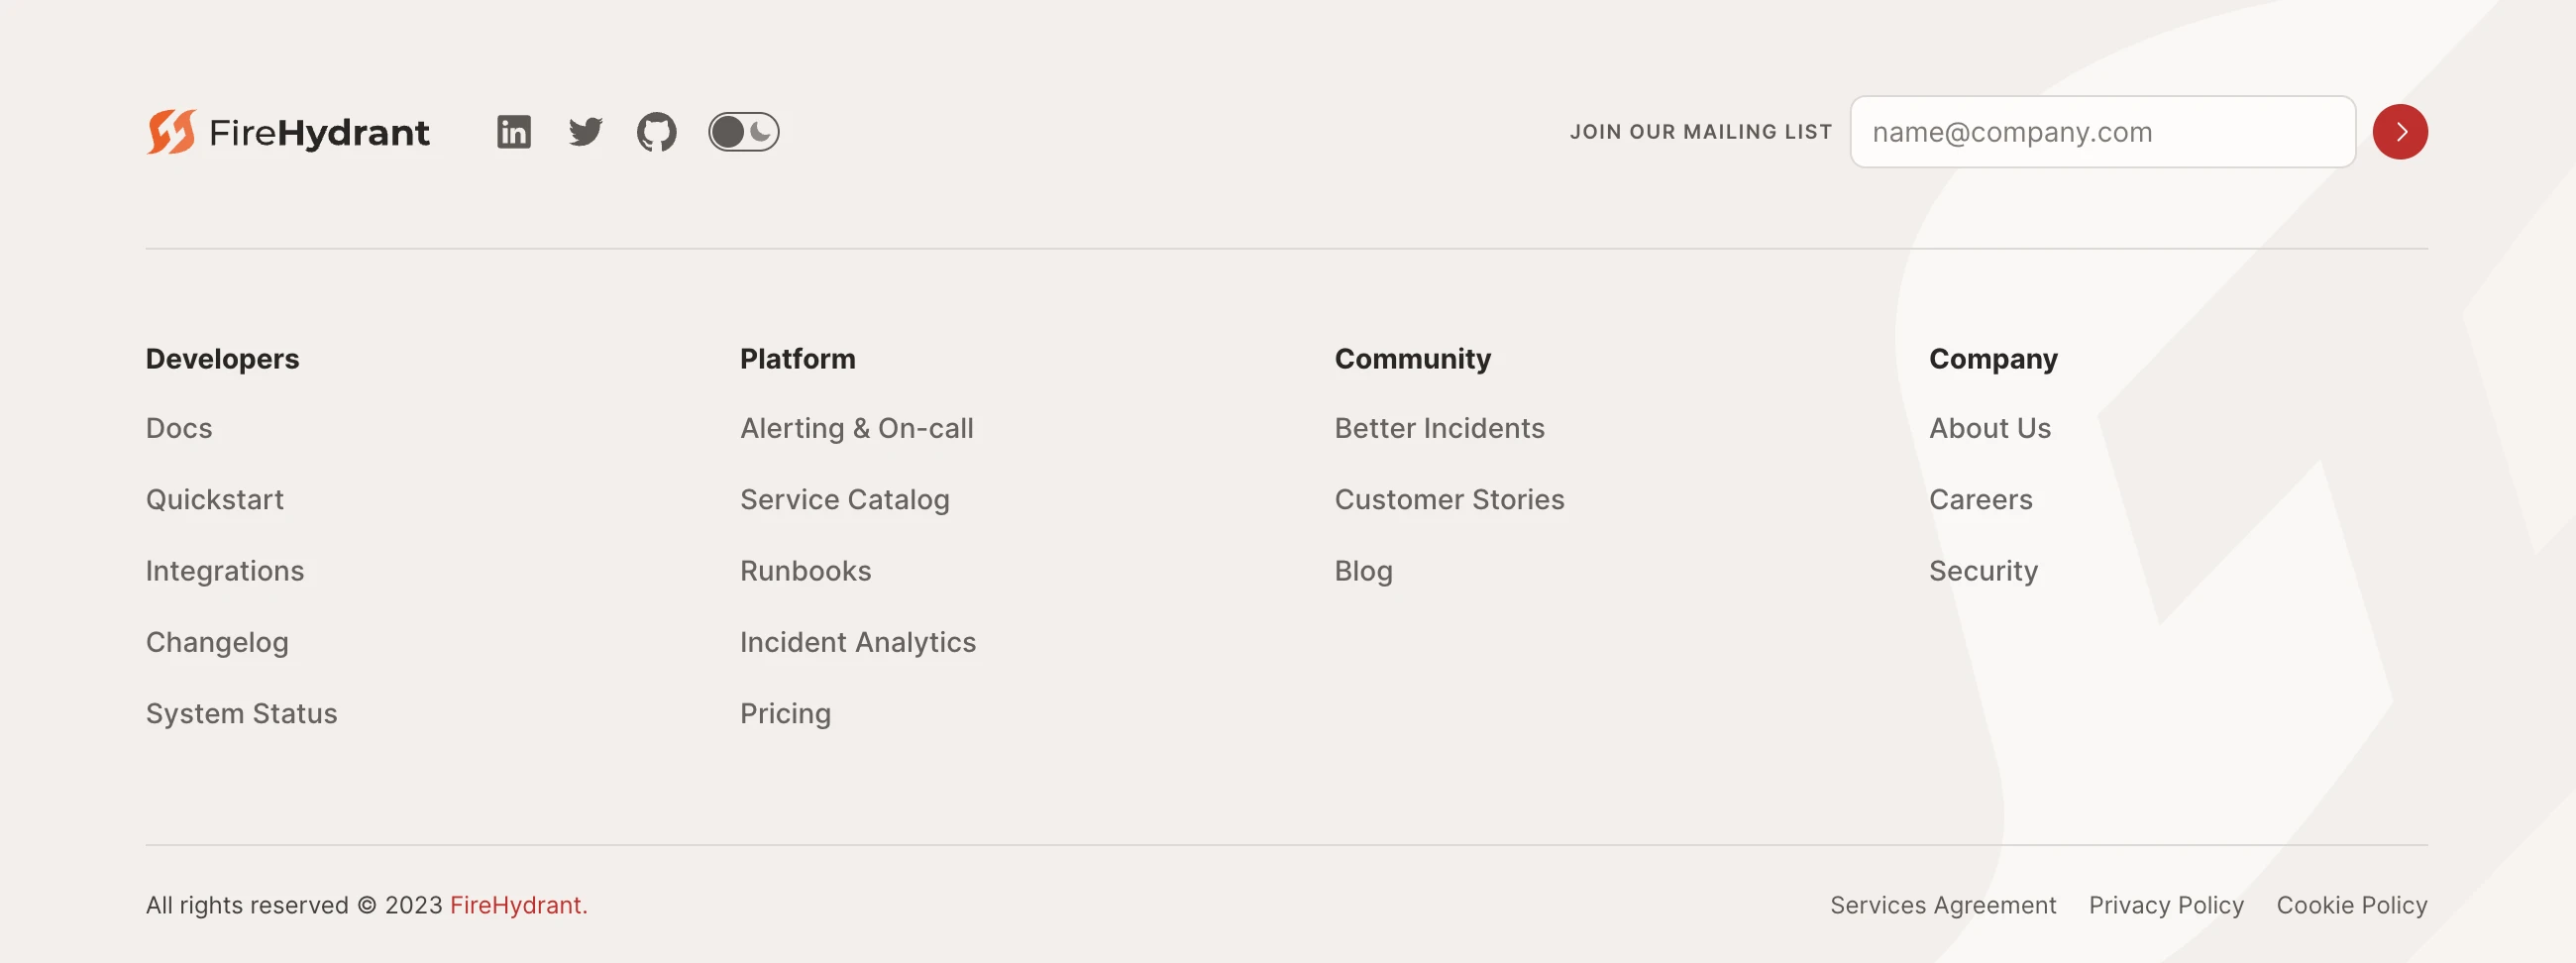 FireHydrant
JOIN OUR MAILING LIST
name@company.com
Developers
Docs
Quickstart
Integrations
Changelog
System Status
Platform
Alerting & On-call
Service Catalog
Runbooks
Incident Analytics
Pricing
Community
Better Incidents
Customer Stories
Blog
Company
About Us
Careers
Security
All rights reserved © 2023 FireHydrant.
Services Agreement Privacy Policy Cookie Policy